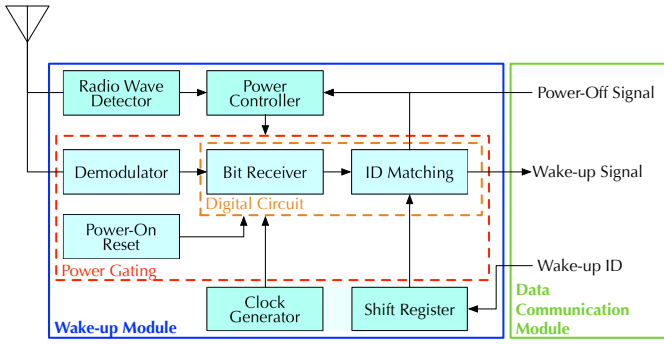 Radio Wave
Detector
Power
Controller
Power-Off Signal
Demodulator
Bit Receiver
ID Matching
Wake-up Signal
Digital Circuit
Power-On
Reset
Power Gating
Wake-up ID
Clock
Generator
Shift Register
Data
Communication
Module
Wake-up Module